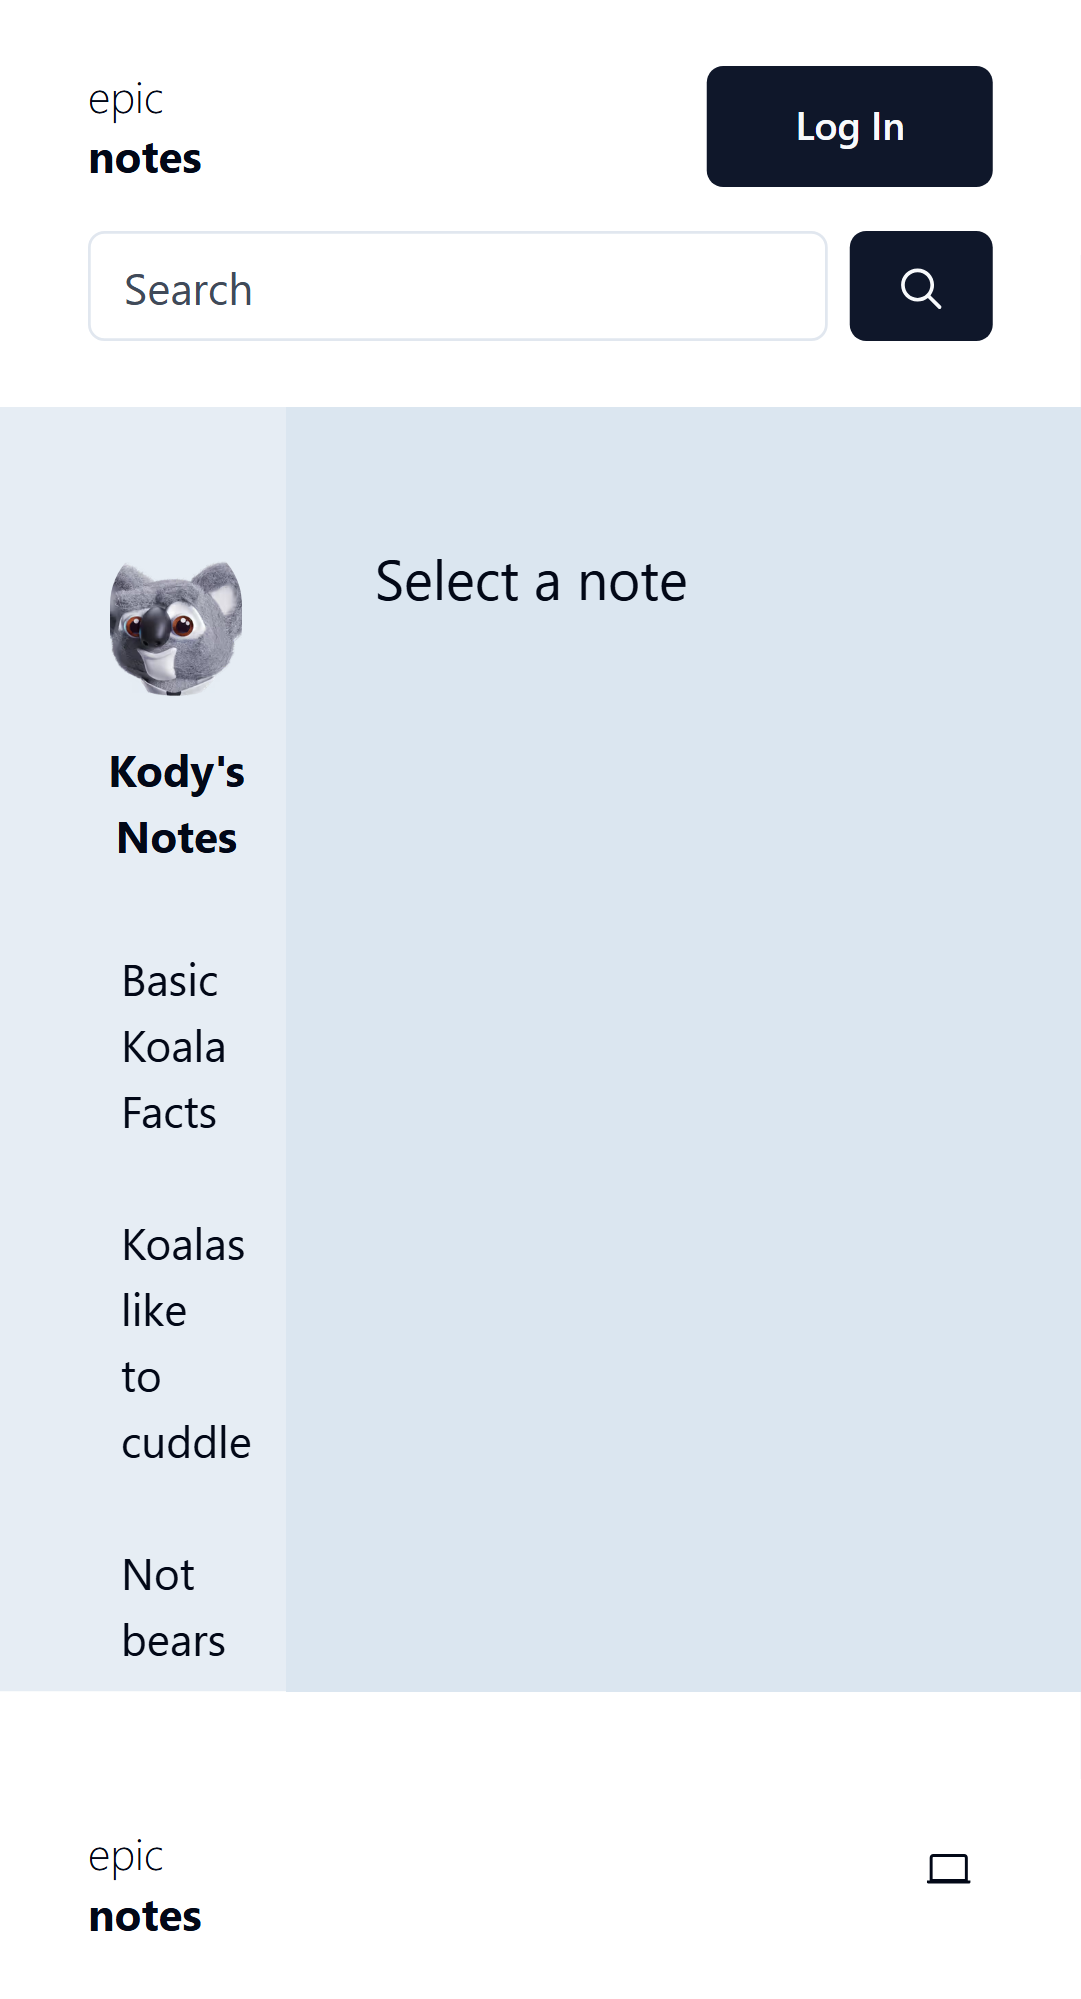 epic
notes
Log In
Search
Select a note
Kody's
Notes
Basic
Koala
Facts
Koalas
like
to
cuddle
Not
bears
epic
notes